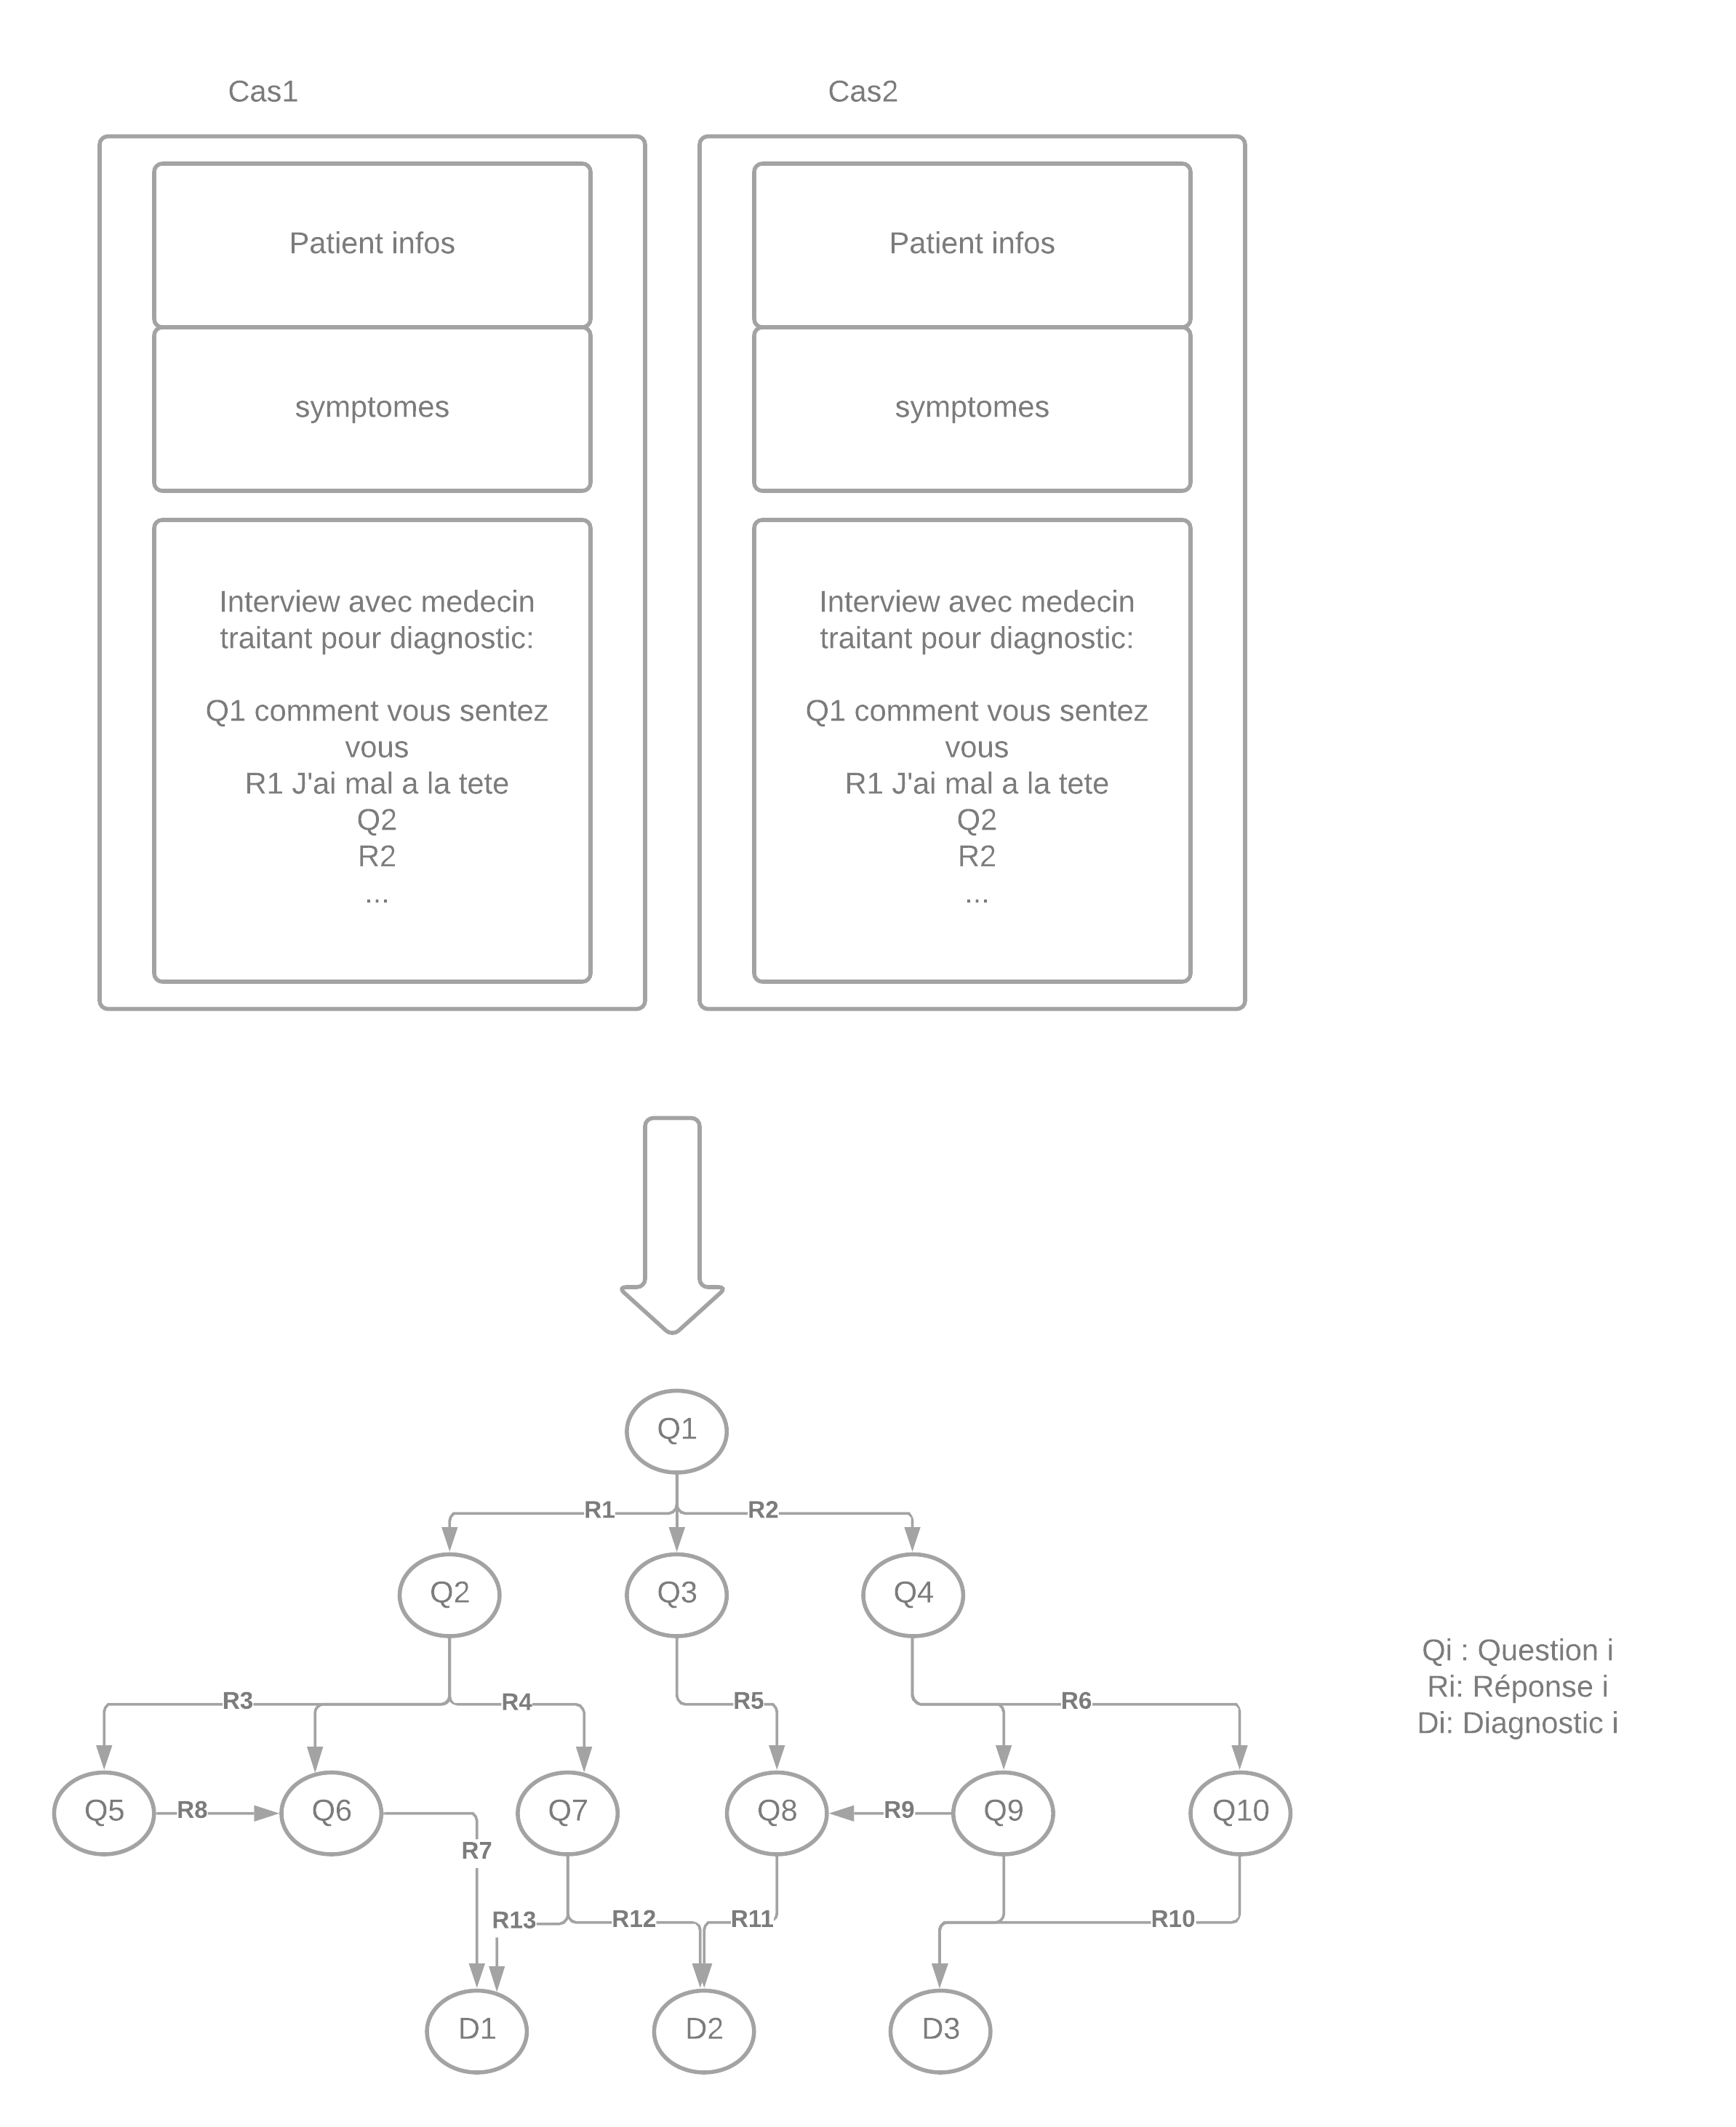 Cas1
Cas2
Patient infos
symptomes
Interview avec medecin
traitant pour diagnostic:
Q1 comment vous sentez
vous
R1 J'ai mal a la tete
Q2
R2
...
Patient infos
symptomes
Interview avec medecin
traitant pour diagnostic:
Q1 comment vous sentez
vous
R1 J'ai mal a la tete
Q2
R2
...
Q1
R1
R2
Q2
Q3
Q4
Qi : Question i
Ri: Réponse i
Di: Diagnostic i
R3
R4
R5
R6
Q5
R8
Q6
Q7
Q8
R9
Q9
Q10
R7
R13
R12
R11
R10
D1
D2
D3